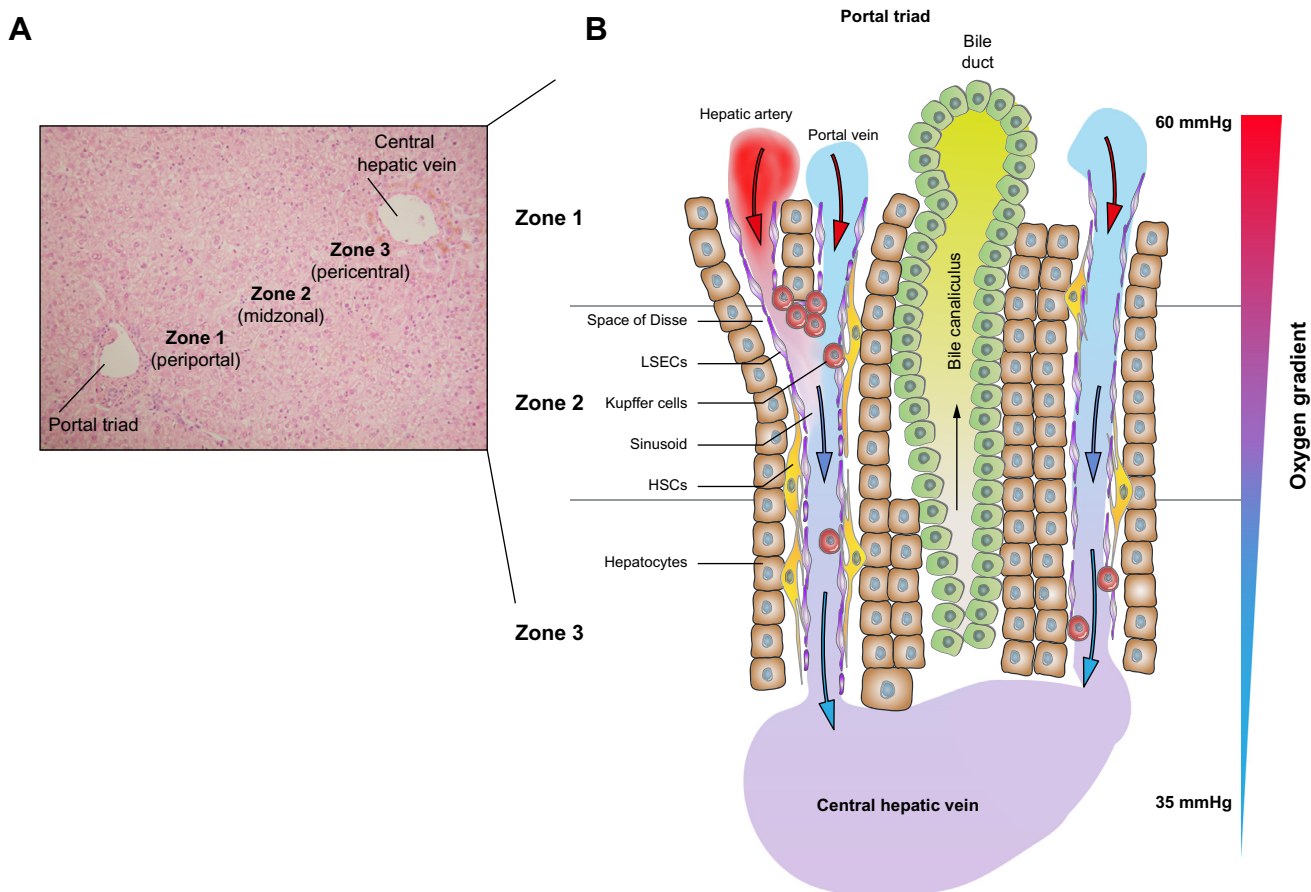 A
Central
hepatic vein
Zone 3
(pericentral)
Zone 2
(midzonal)
Zone 1
(periportal)
Portal triad
B
Portal triad
Bile
duct
Hepatic artery
Portal vein
60 mmHg
Zone 1
Space of Disse
LSECs
Zone 2
Kupffer cells
Sinusoid
HSCs
Bile canaliculus
Oxygen gradient
Hepatocytes
Zone 3
Central hepatic vein
35 mmHg